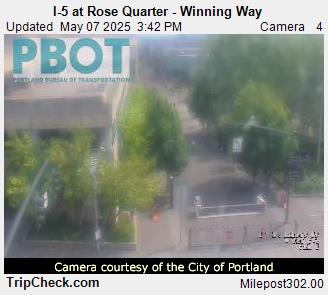 I-5 at Rose Quarter - Winning Way
Updated May 07 2025 3:42 PM Camera 4
PBOT
PORTLAND BUREAU OF TRANSPORTATION
Camera courtesy of the City of Portland
TripCheck.com Milepost302.00